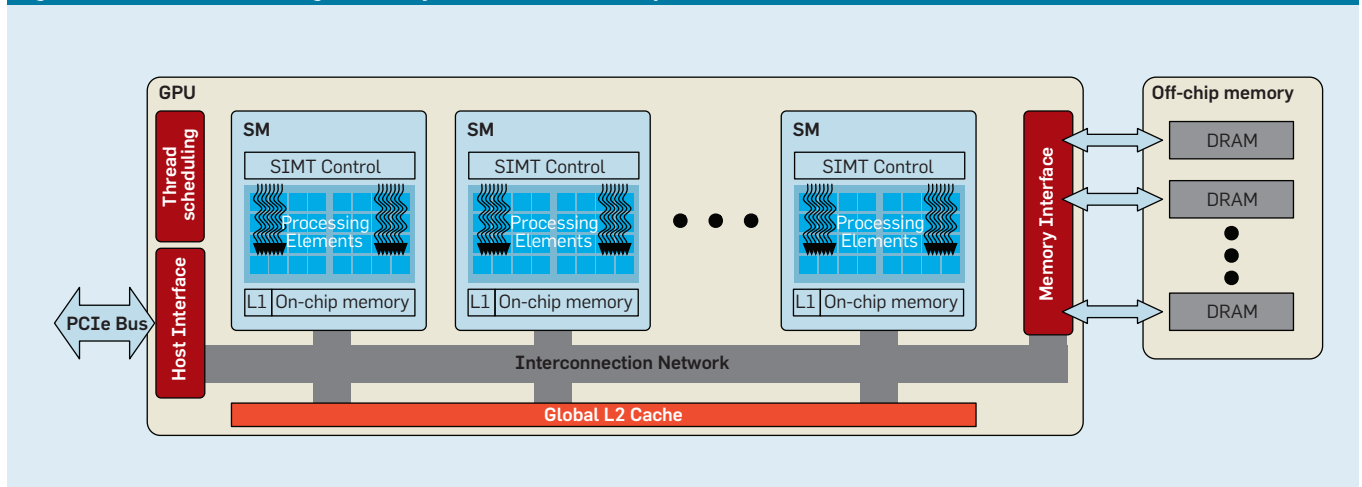 GPU
Thread
scheduling
Host Interface
PCIe Bus
SM
SIMT Control
Processing
Elements
L1 On-chip memory
SM
SIMT Control
Processing
Elements
L1 On-chip memory
SM
SIMT Control
Processing
Elements
L1 On-chip memory
Interconnection Network
Global L2 Cache
Memory Interface
Off-chip memory
DRAM
DRAM
DRAM